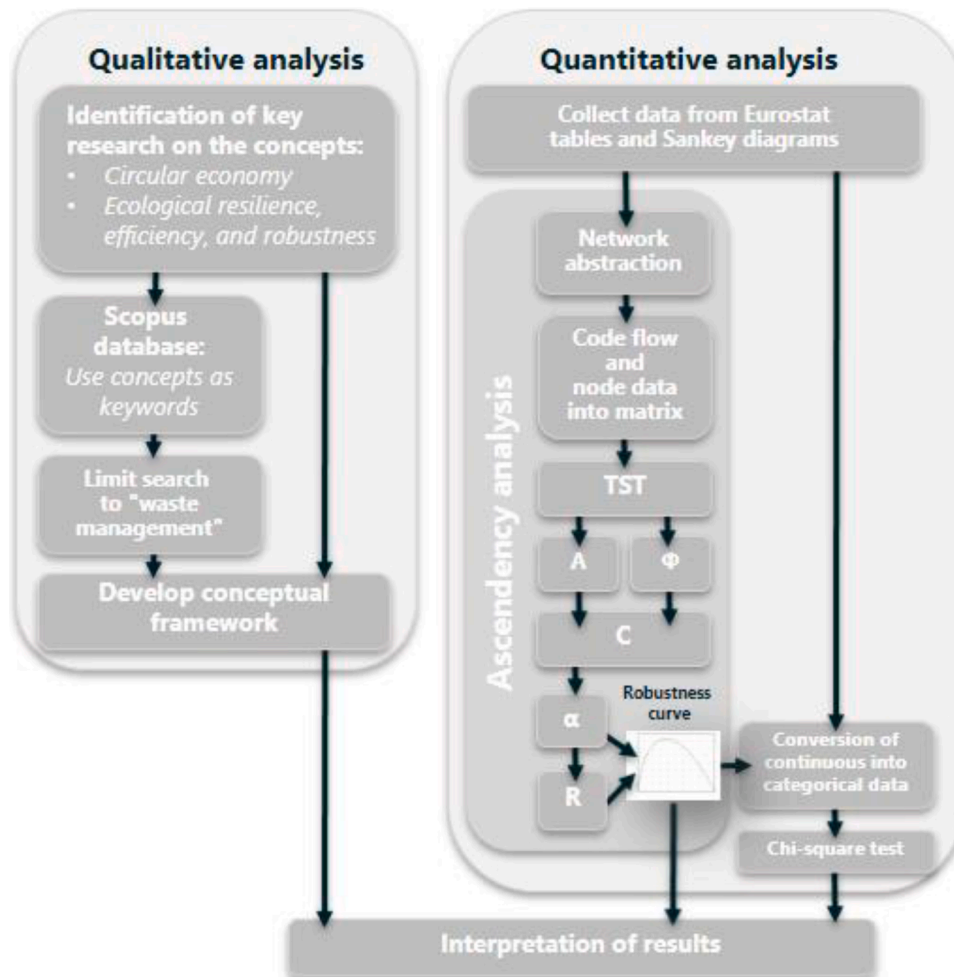 Qualitative analysis
Identification of key
research on the concepts:
• Circular economy
• Ecological resilience,
efficiency, and robustness
Scopus
database:
Use concepts as
keywords
Limit search
to "waste
management"
Develop conceptual
framework
Quantitative analysis
Collect data from Eurostat
tables and Sankey diagrams
Ascendency analysis
Network
abstraction
Code flow
and
node data
into matrix
TST
A
Φ
C
α
R
Robustness
curve
Conversion of
continuous into
categorical data
Chi-square test
Interpretation of results